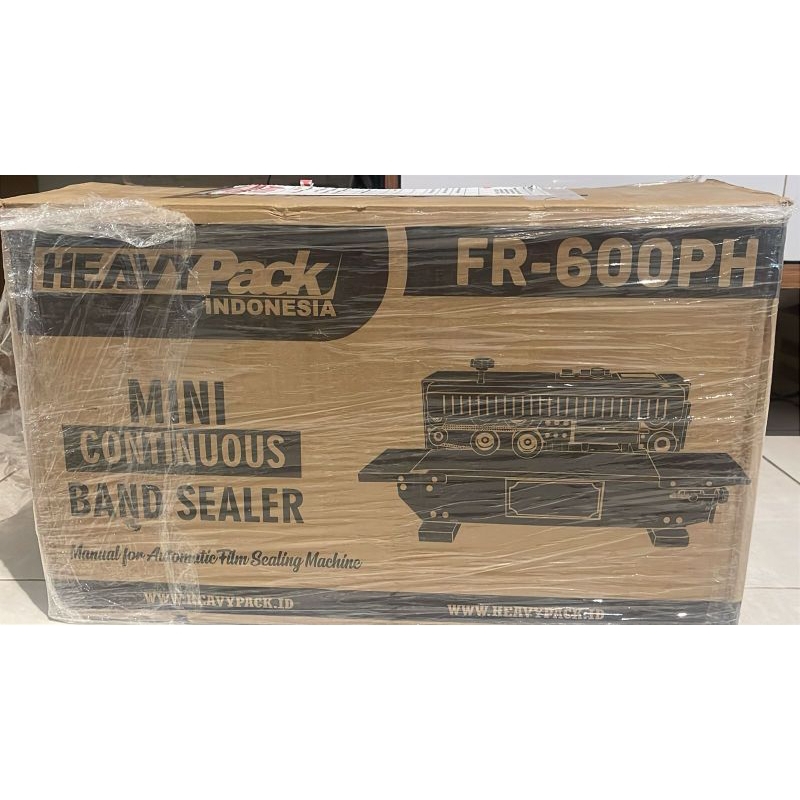 HEAVYPack
INDONESIA
FR-600PH
MINI
CONTINUOUS
BAND SEALER
Manual for Automatic Film Sealing Machine
WWW.HEAVYPACK.ID
WWW.HEAVYPACK.ID